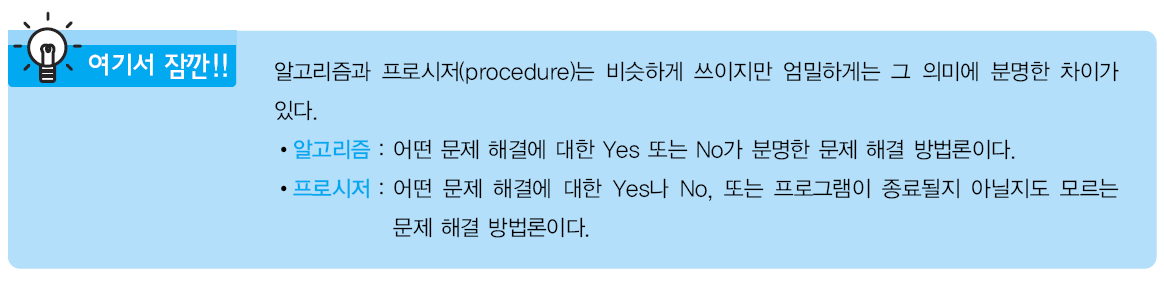 여기서 잠깐!!
알고리즘과 프로시저(procedure)는 비슷하게 쓰이지만 엄밀하게는 그 의미에 분명한 차이가
있다.
• 알고리즘 : 어떤 문제 해결에 대한 Yes 또는 No가 분명한 문제 해결 방법론이다.
• 프로시저 : 어떤 문제 해결에 대한 Yes나 No, 또는 프로그램이 종료될지 아닐지도 모르는
문제 해결 방법론이다.